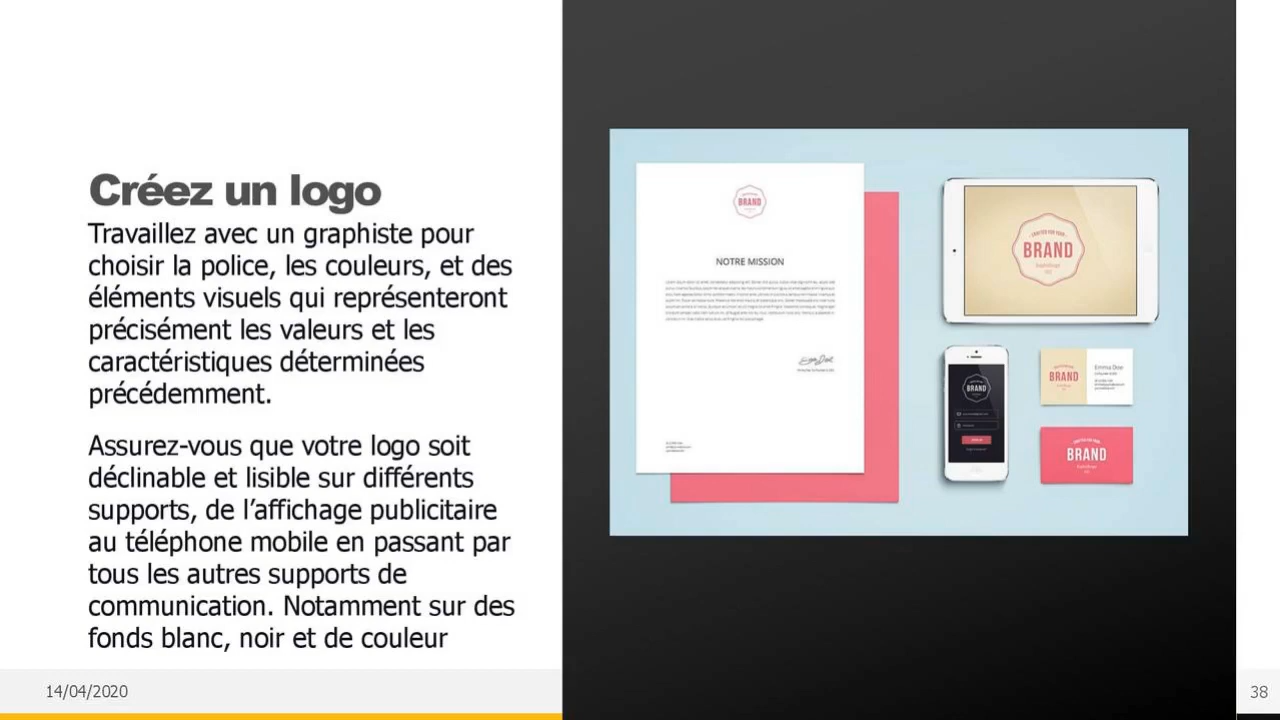 Créez un logo
Travaillez avec un graphiste pour
choisir la police, les couleurs, et des
éléments visuels qui représenteront
précisément les valeurs et les
caractéristiques déterminées
précédemment.
Assurez-vous que votre logo soit
déclinable et lisible sur différents
supports, de l’affichage publicitaire
au téléphone mobile en passant par
tous les autres supports de
communication. Notamment sur des
fonds blanc, noir et de couleur
14/04/2020
BRAND
NOTRE MISSION
BRAND
BRAND
BRAND
Emma Doe
BRAND
38